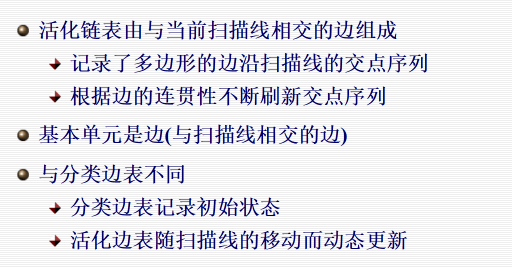 活化链表由与当前扫描线相交的边组成
记录了多边形的边沿扫描线的交点序列
根据边的连贯性不断刷新交点序列
基本单元是边(与扫描线相交的边)
与分类边表不同
分类边表记录初始状态
活化边表随扫描线的移动而动态更新